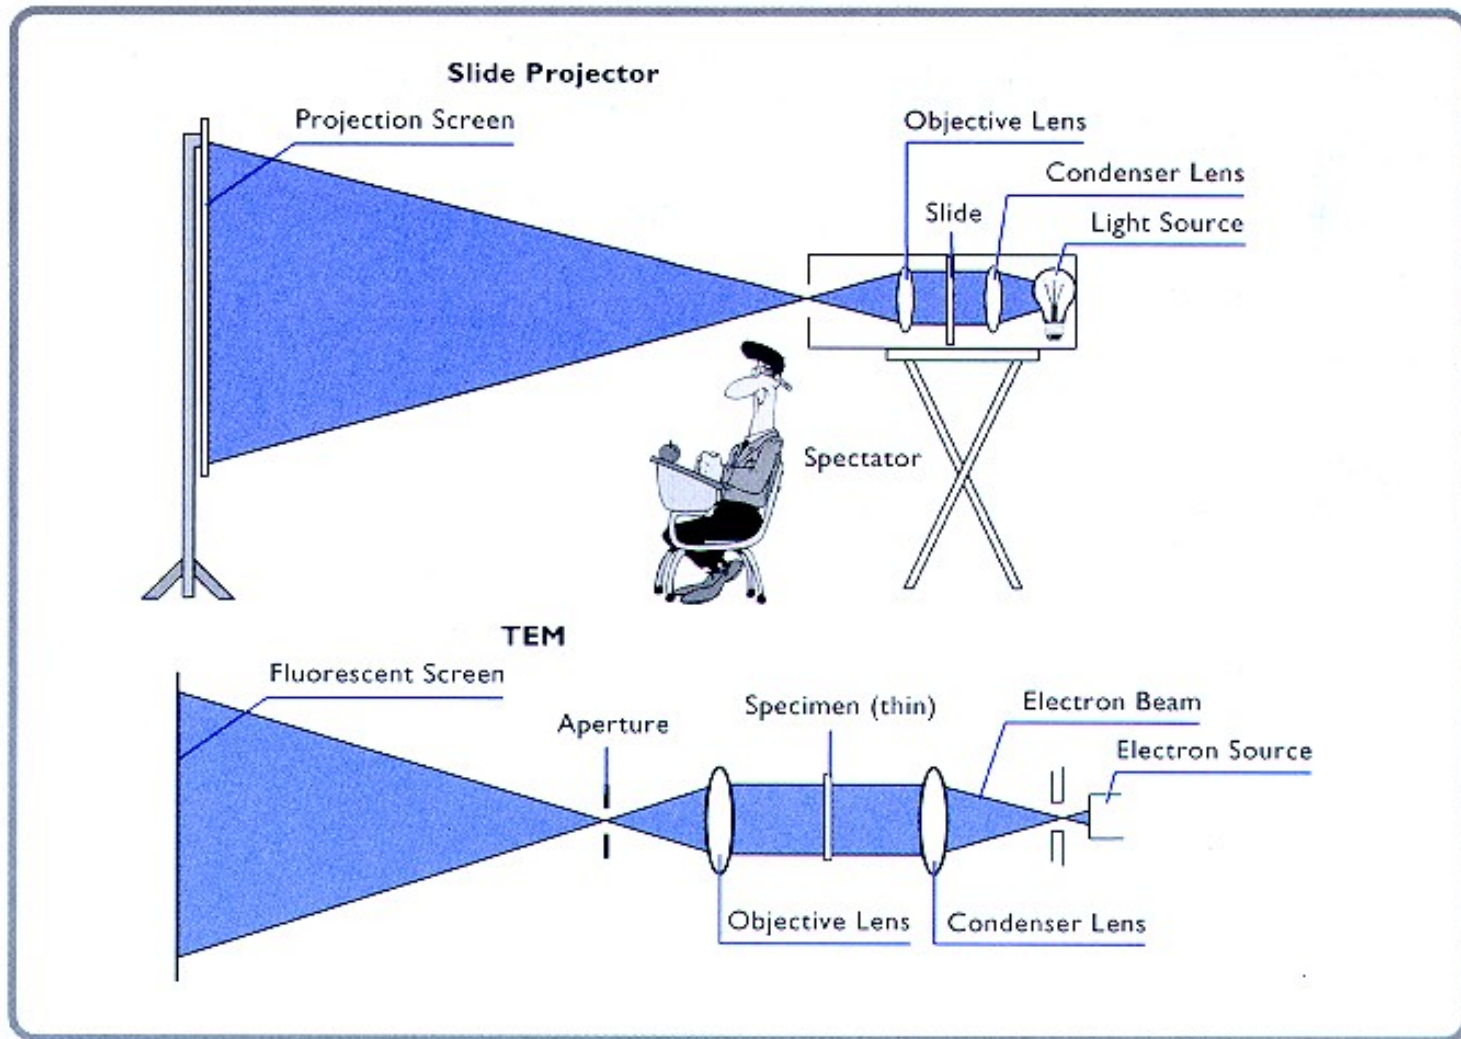 Slide Projector
Projection Screen
Objective Lens
Condenser Lens
Slide
Light Source
Spectator
TEM
Fluorescent Screen
Aperture
Specimen (thin)
Electron Beam
Electron Source
Objective Lens
Condenser Lens